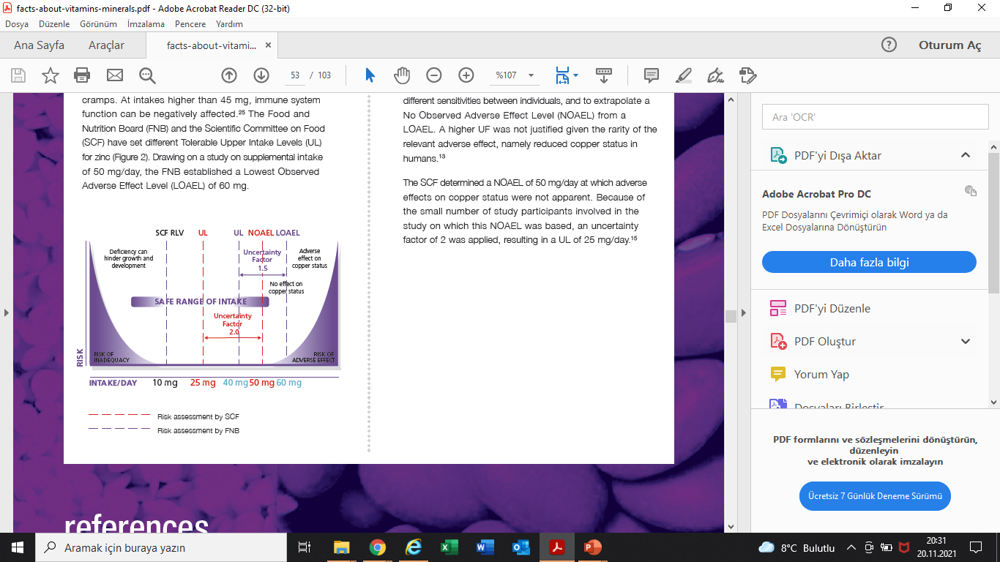 facts-about-vitamins-minerals.pdf - Adobe Acrobat Reader DC (32-bit)
Dosya Düzenle Görünüm İmzalama Pencere Yardım
Ana Sayfa Araçlar facts-about-vitami... × Oturum Aç
53 / 103 %107
cramps. At intakes higher than 45 mg, immune system
function can be negatively affected.²⁵ The Food and
Nutrition Board (FNB) and the Scientific Committee on Food
(SCF) have set different Tolerable Upper Intake Levels (UL)
for zinc (Figure 2). Drawing on a study on supplemental intake
of 50 mg/day, the FNB established a Lowest Observed
Adverse Effect Level (LOAEL) of 60 mg.
SCF RLV UL UL NOAEL LOAEL
Deficiency can
hinder growth and
development
Uncertainty
Factor
1.5
Adverse
effect on
copper status
No effect on
copper status
SAFE RANGE OF INTAKE
Uncertainty
Factor
2.0
RISK
RISK OF
INADEQUACY
RISK OF
ADVERSE EFFECT
INTAKE/DAY 10 mg 25 mg 40 mg 50 mg 60 mg
Risk assessment by SCF
Risk assessment by FNB
different sensitivities between individuals, and to extrapolate a
No Observed Adverse Effect Level (NOAEL) from a
LOAEL. A higher UF was not justified given the rarity of the
relevant adverse effect, namely reduced copper status in
humans.¹³
The SCF determined a NOAEL of 50 mg/day at which adverse
effects on copper status were not apparent. Because of
the small number of study participants involved in the
study on which this NOAEL was based, an uncertainty
factor of 2 was applied, resulting in a UL of 25 mg/day.¹⁵
references
Ara 'OCR'
PDF'yi Dışa Aktar
Adobe Acrobat Pro DC
PDF Dosyalarını Çevrimiçi olarak Word ya da
Excel Dosyalarına Dönüştürün
Daha fazla bilgi
PDF'yi Düzenle
PDF Oluştur
Yorum Yap
Dosyaları Birleştir
PDF formlarını ve sözleşmelerini dönüştürün,
düzenleyin
ve elektronik olarak imzalayın
Ücretsiz 7 Günlük Deneme Sürümü
Aramak için buraya yazın
8°C Bulutlu
20:31
20.11.2021